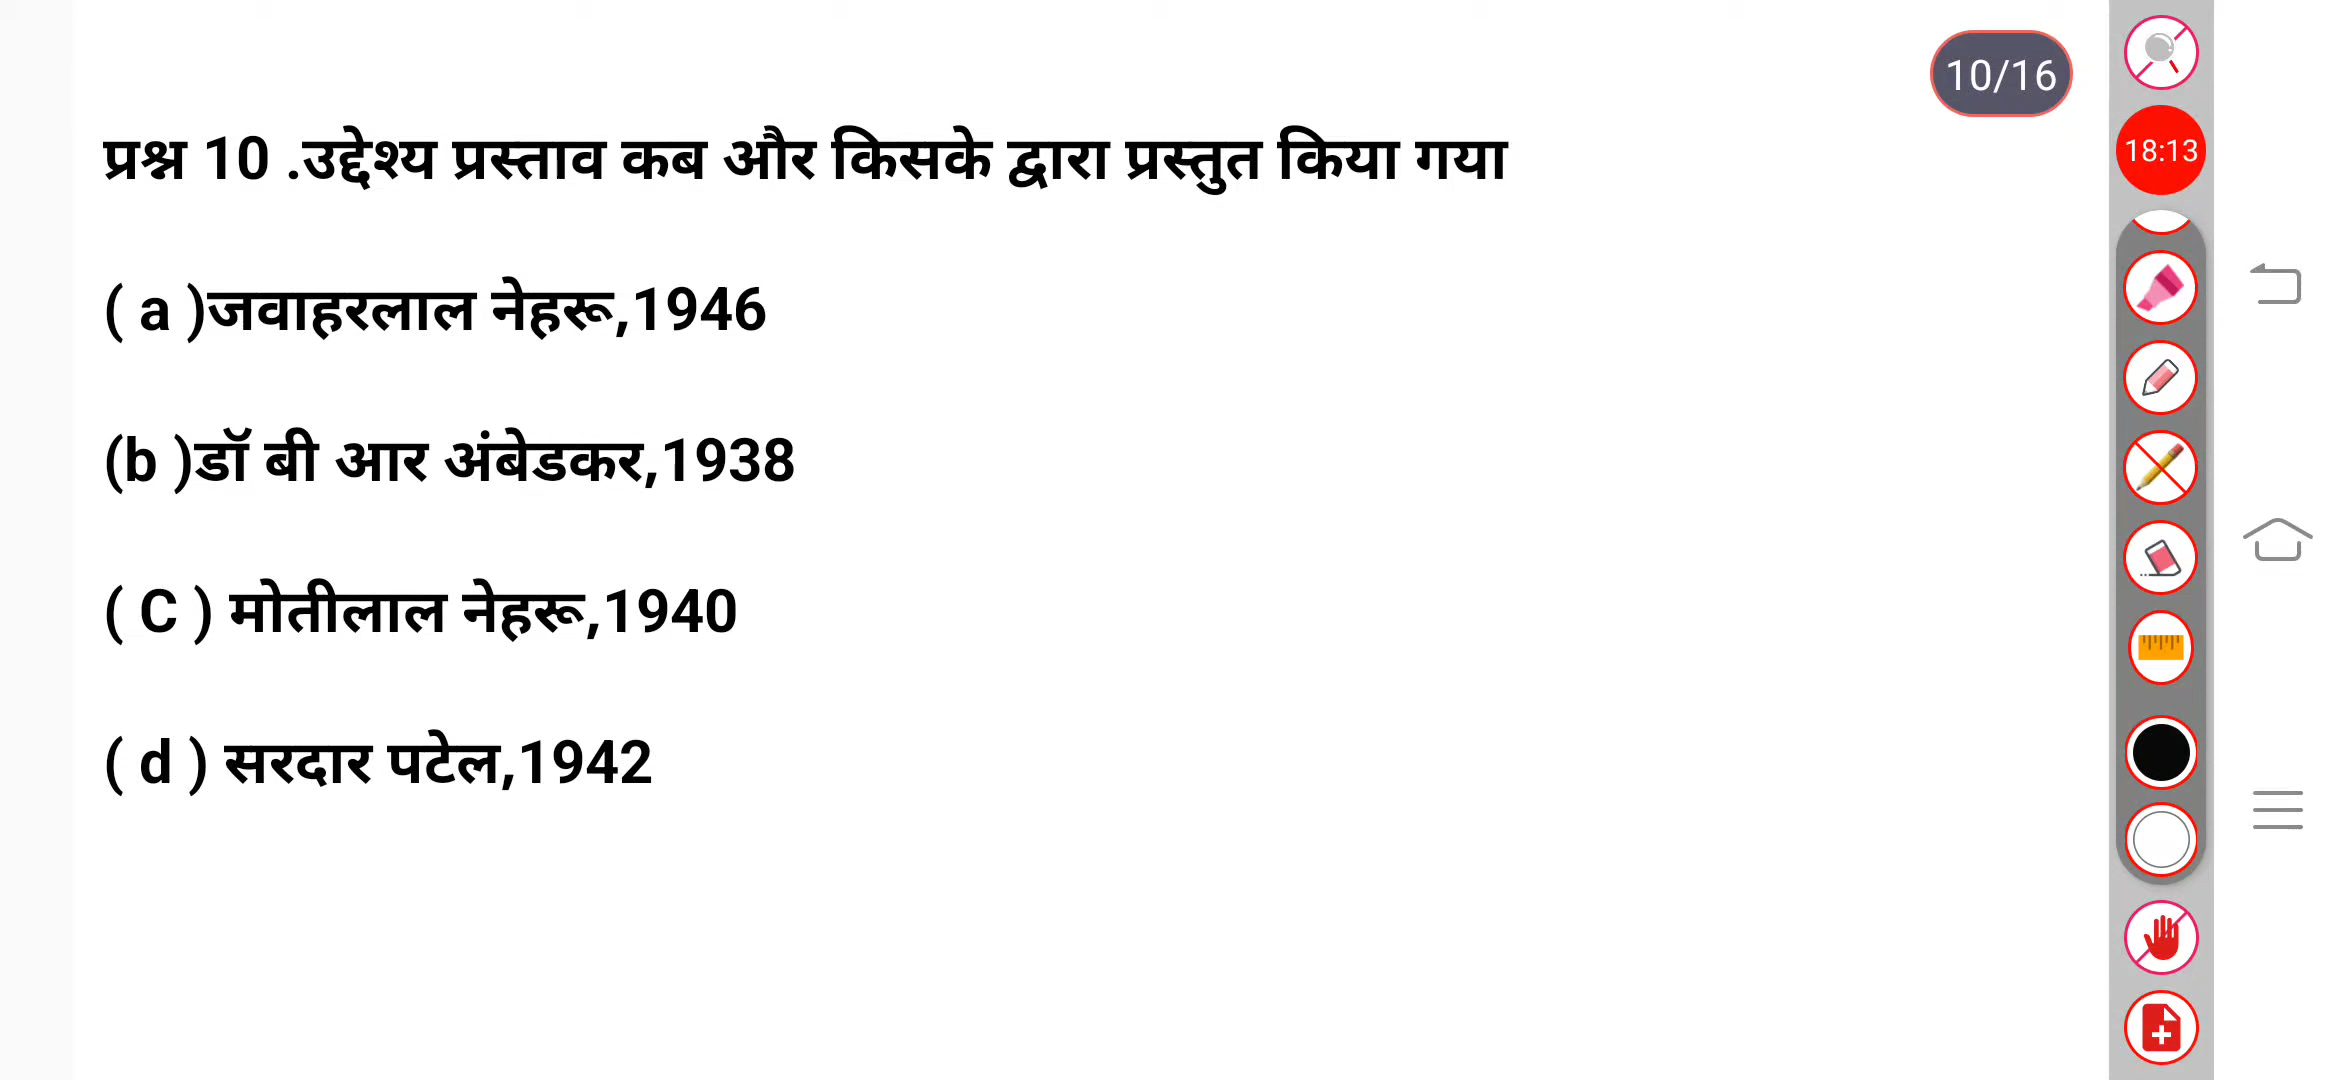 10/16
18:13
प्रश्न 10 .उद्देश्य प्रस्ताव कब और किसके द्वारा प्रस्तुत किया गया
( a )जवाहरलाल नेहरू,1946
(b )डॉ बी आर अंबेडकर,1938
( C ) मोतीलाल नेहरू,1940
( d ) सरदार पटेल,1942